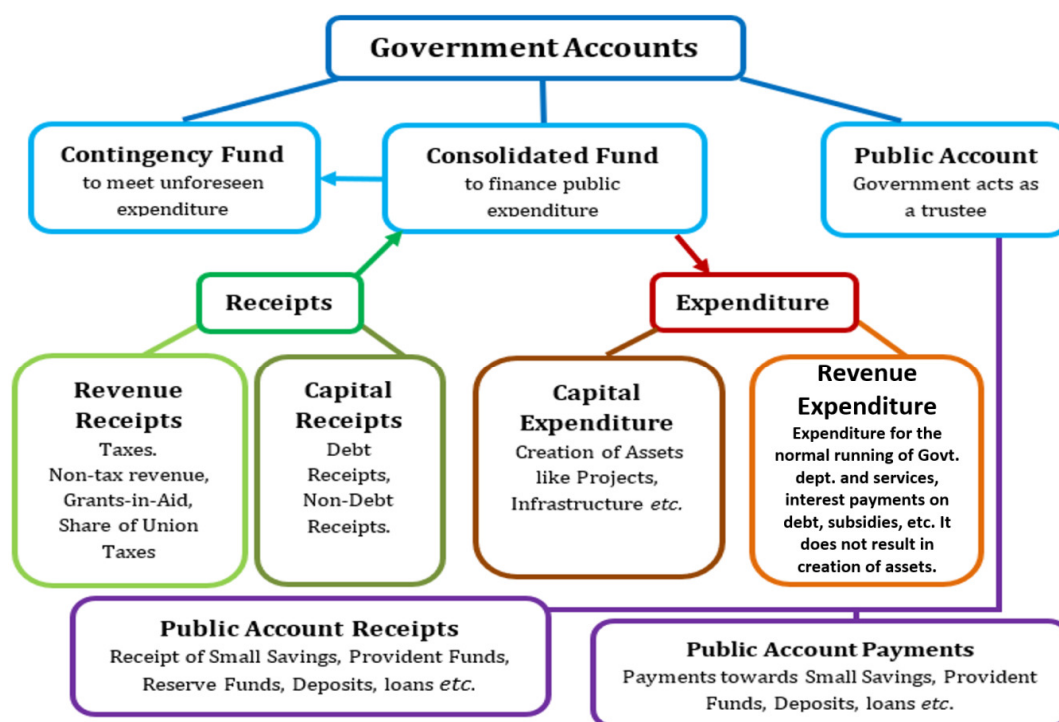 Government Accounts
Contingency Fund
to meet unforeseen
expenditure
Consolidated Fund
to finance public
expenditure
Public Account
Government acts as
a trustee
Receipts
Expenditure
Revenue
Receipts
Taxes.
Non-tax revenue,
Grants-in-Aid,
Share of Union
Taxes
Capital
Receipts
Debt
Receipts,
Non-Debt
Receipts.
Capital
Expenditure
Creation of Assets
like Projects,
Infrastructure etc.
Revenue
Expenditure
Expenditure for the
normal running of Govt.
dept. and services,
interest payments on
debt, subsidies, etc. It
does not result in
creation of assets.
Public Account Receipts
Receipt of Small Savings, Provident Funds,
Reserve Funds, Deposits, loans etc.
Public Account Payments
Payments towards Small Savings, Provident
Funds, Deposits, loans etc.